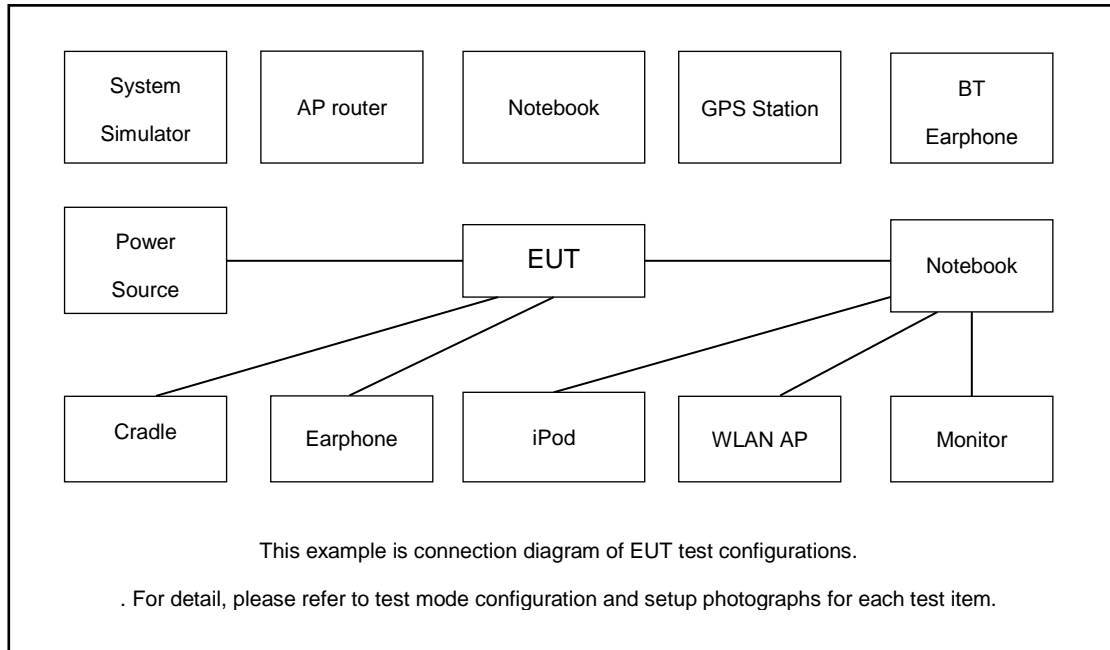 System
Simulator
AP router
Notebook
GPS Station
BT
Earphone
Power
Source
EUT
Notebook
Cradle
Earphone
iPod
WLAN AP
Monitor
This example is connection diagram of EUT test configurations.
. For detail, please refer to test mode configuration and setup photographs for each test item.